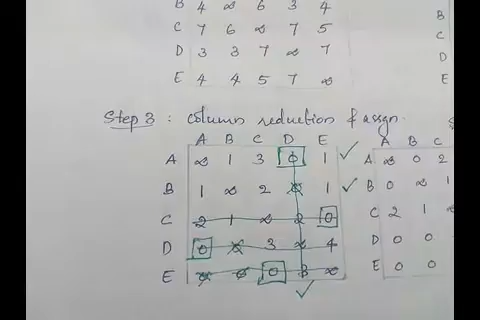 B 4 ∞ 6 3 4 B
C 7 6 ∞ 7 5 C
D 3 3 7 ∞ 7 D
E 4 4 5 7 ∞ E
Step 3 : column reduction & assgn.
A B C D E A B C
A ∞ 1 3 0 1 A ∞ 0 2
B 1 ∞ 2 0 1 B 0 ∞ 1
C 2 1 ∞ 2 0 C 2 1
D 0 0 3 ∞ 4 D 0 0
E 0 0 0 3 ∞ E 0 0